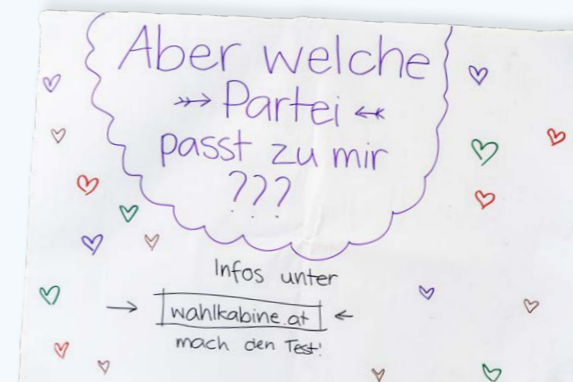 Aber welche
Partei
passt zu mir
???
Infos unter
wahlkabine.at
mach den Test!